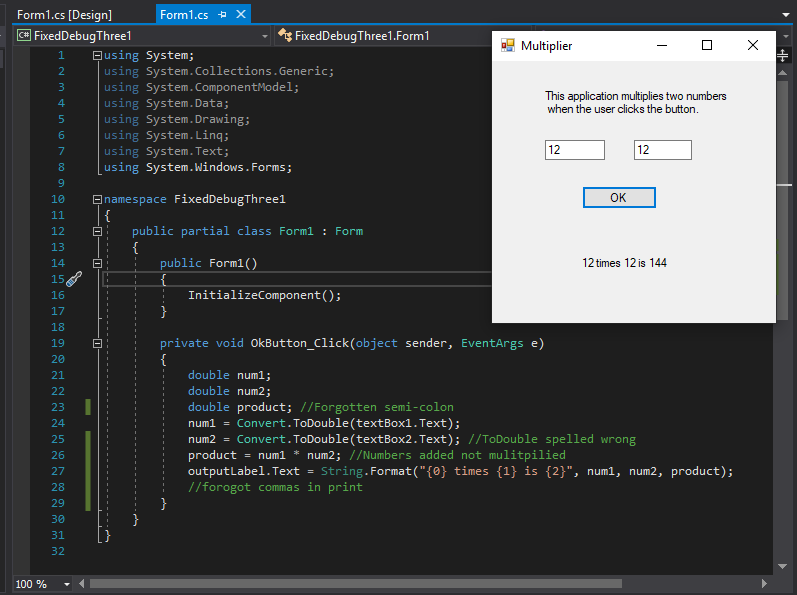 Form1.cs [Design]
Form1.cs
C# FixedDebugThree1
FixedDebugThree1.Form1
1 using System;
2 using System.Collections.Generic;
3 using System.ComponentModel;
4 using System.Data;
5 using System.Drawing;
6 using System.Linq;
7 using System.Text;
8 using System.Windows.Forms;
9
10 namespace FixedDebugThree1
11 {
12 public partial class Form1 : Form
13 {
14 public Form1()
15 {
16 InitializeComponent();
17 }
18
19 private void OkButton_Click(object sender, EventArgs e)
20 {
21 double num1;
22 double num2;
23 double product; //Forgotten semi-colon
24 num1 = Convert.ToDouble(textBox1.Text);
25 num2 = Convert.ToDouble(textBox2.Text); //ToDouble spelled wrong
26 product = num1 * num2; //Numbers added not mulitpilied
27 outputLabel.Text = String.Format("{0} times {1} is {2}", num1, num2, product);
28 //forogot commas in print
29 }
30 }
31 }
32
100 %
Multiplier
This application multiplies two numbers
when the user clicks the button.
12 12
OK
12 times 12 is 144